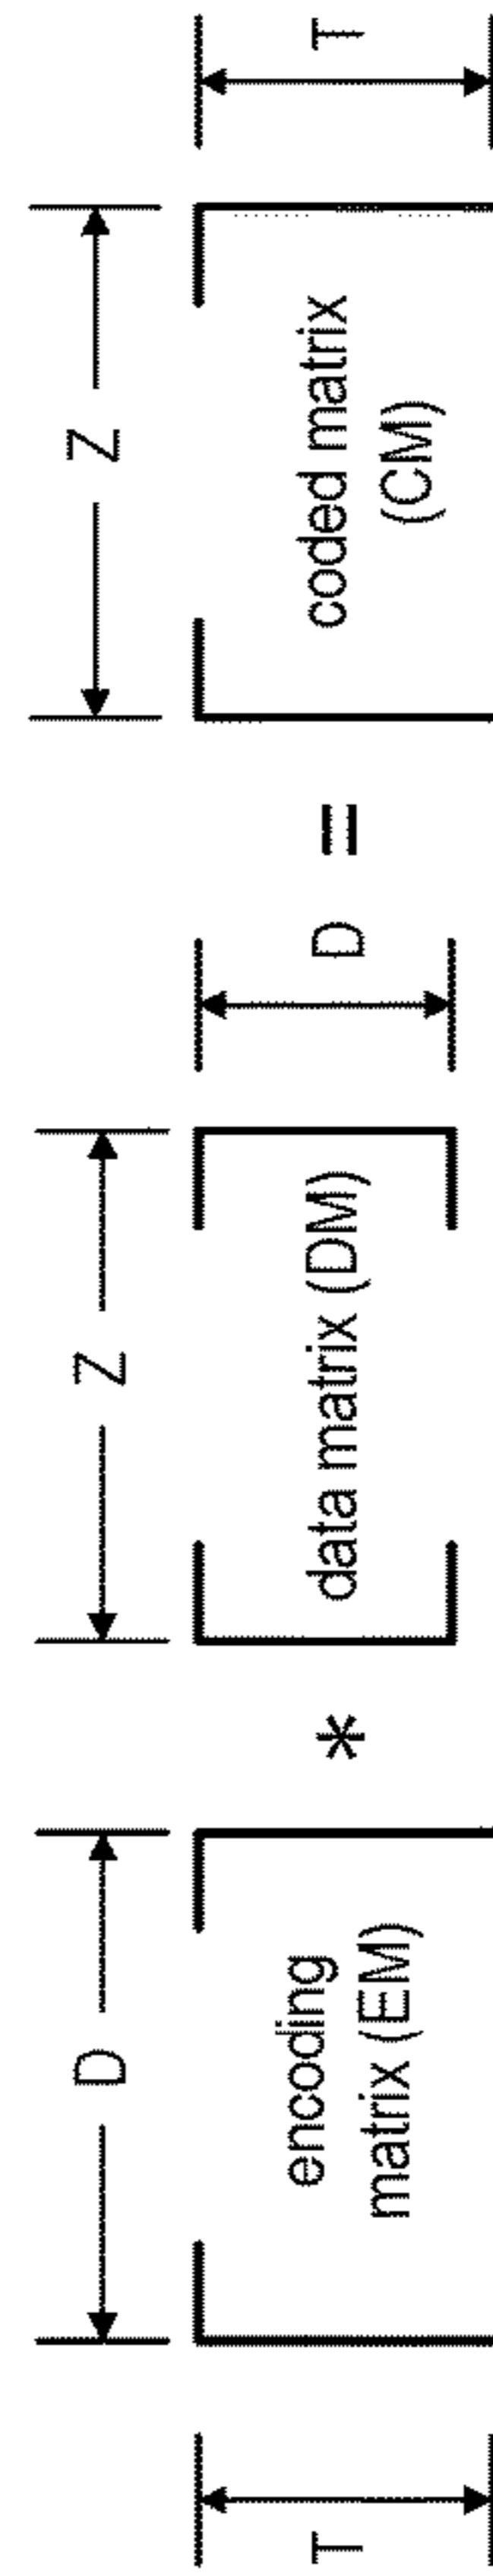 T
D
encoding
matrix (EM)
*
Z
data matrix (DM)
D
=
Z
coded matrix
(CM)
T